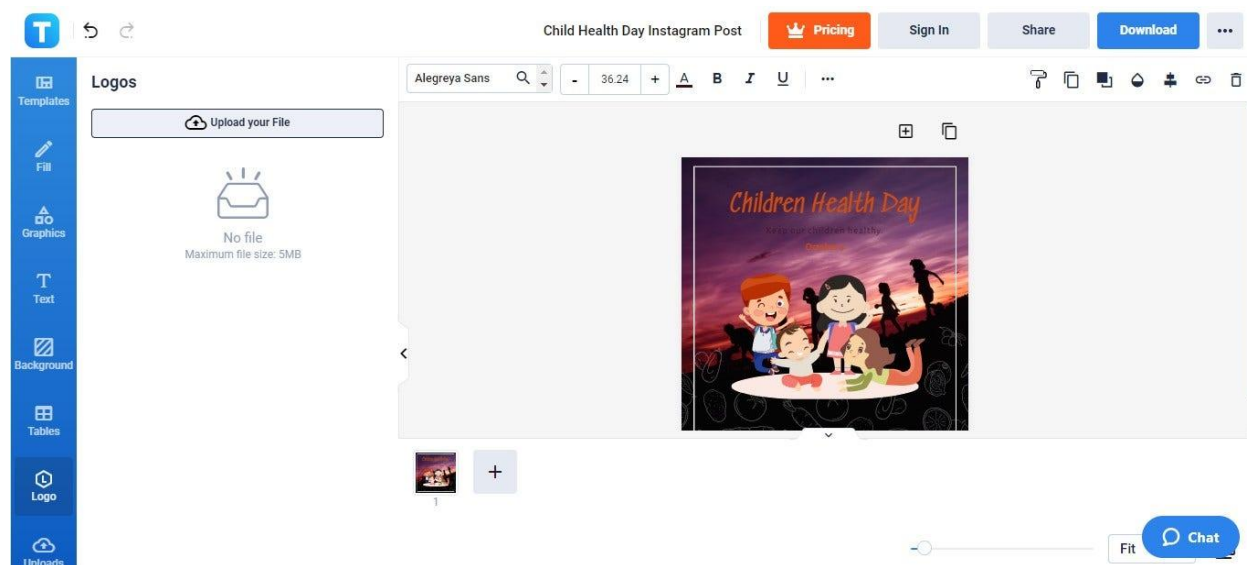 T
Child Health Day Instagram Post
Pricing
Sign In
Share
Download
Templates
Fill
Graphics
Text
Background
Tables
Logo
Uploads
Logos
Upload your File
No file
Maximum file size: 5MB
Alegreya Sans
- 36.24 + A B I U
Children Health Day
Keep our children healthy
1
Fit
Chat